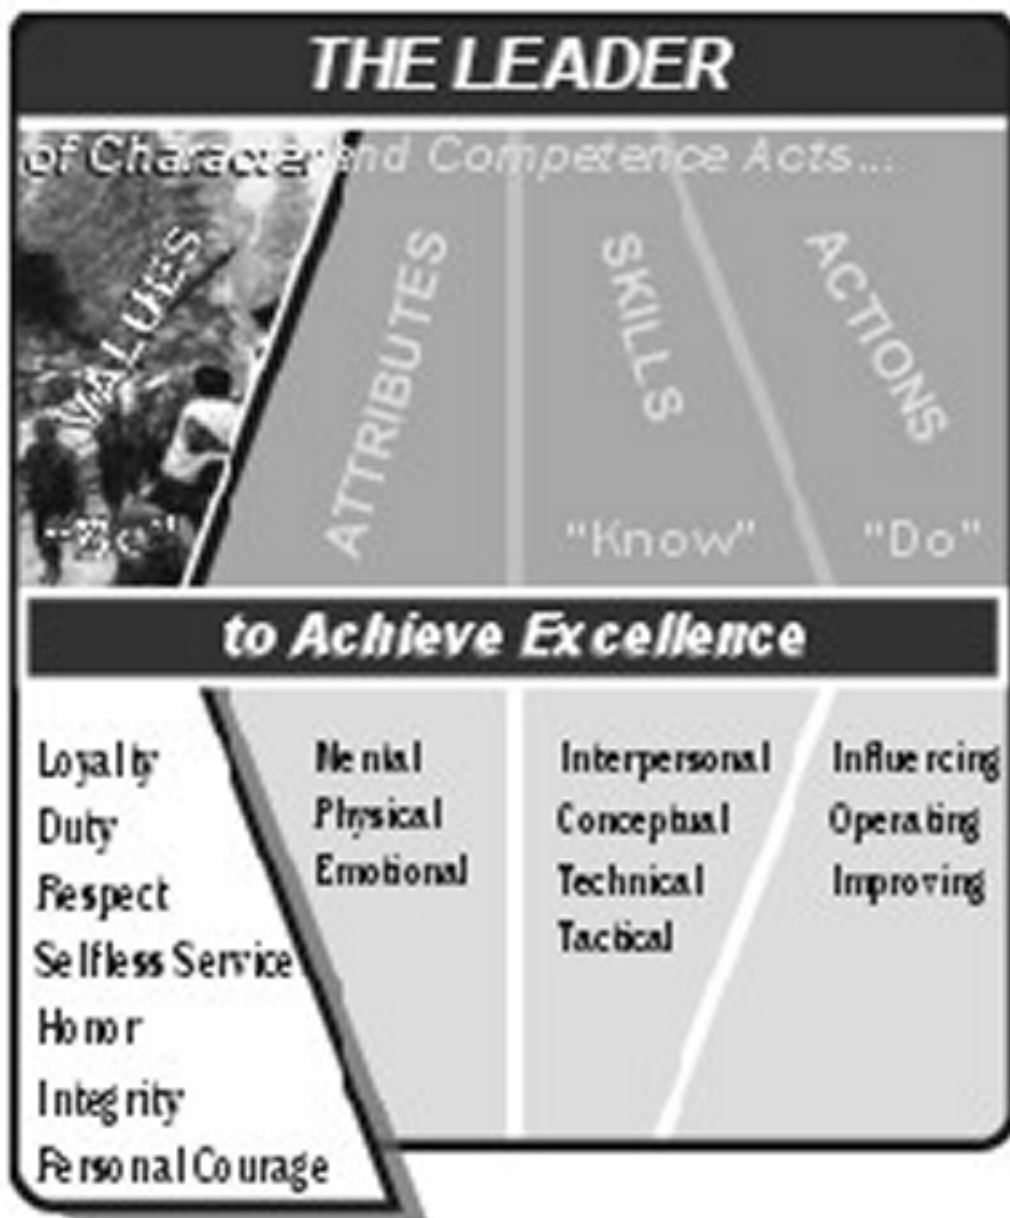 THE LEADER
of Character and Competence Acts...
VALUES
ATTRIBUTES
SKILLS
ACTIONS
"Be"
"Know"
"Do"
to Achieve Excellence
Loyalty
Duty
Respect
Selfless Service
Honor
Integrity
Personal Courage
Mental
Physical
Emotional
Interpersonal
Conceptual
Technical
Tactical
Influencing
Operating
Improving